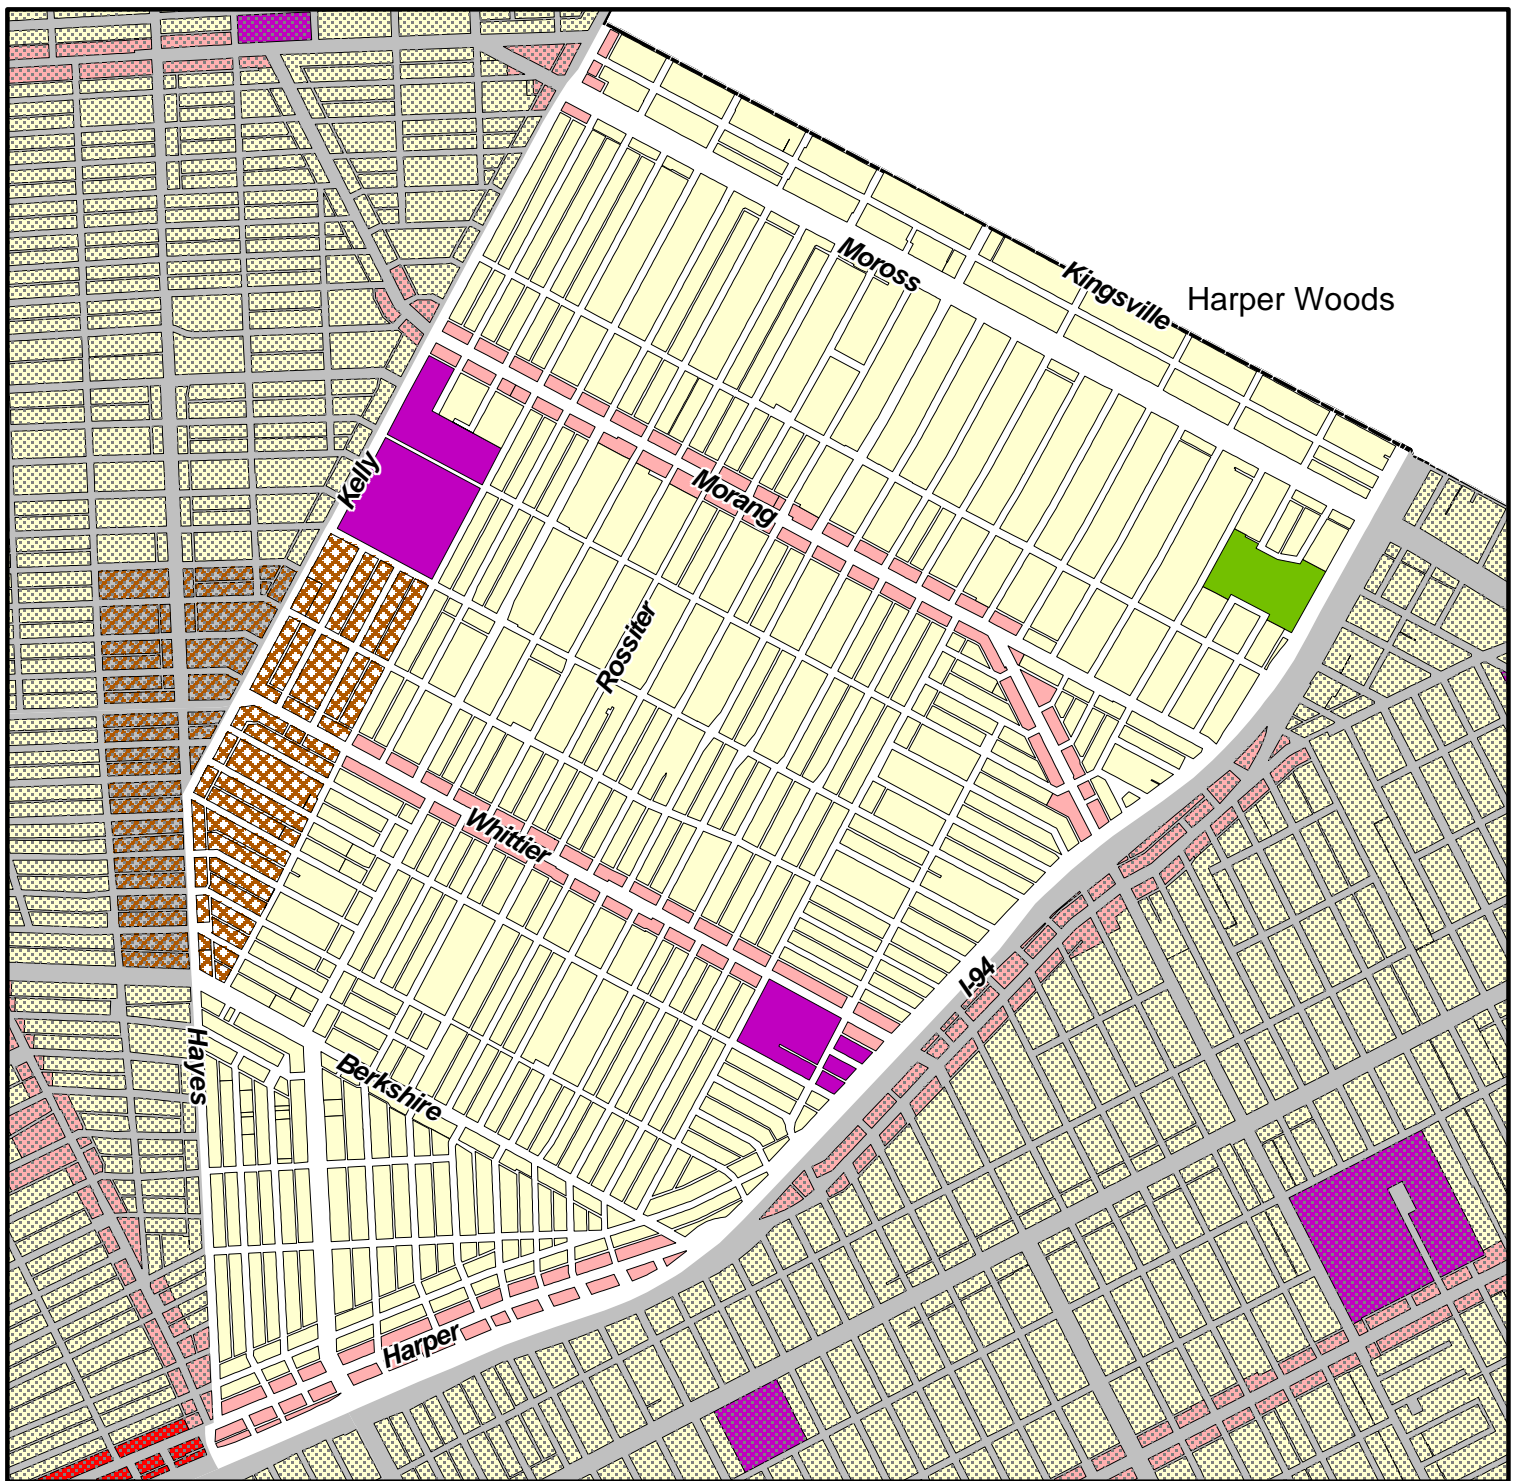 Moross
Kingsville
Harper Woods
Kelly
Morang
Rossiter
Whittier
I-94
Hayes
Berkshire
Harper